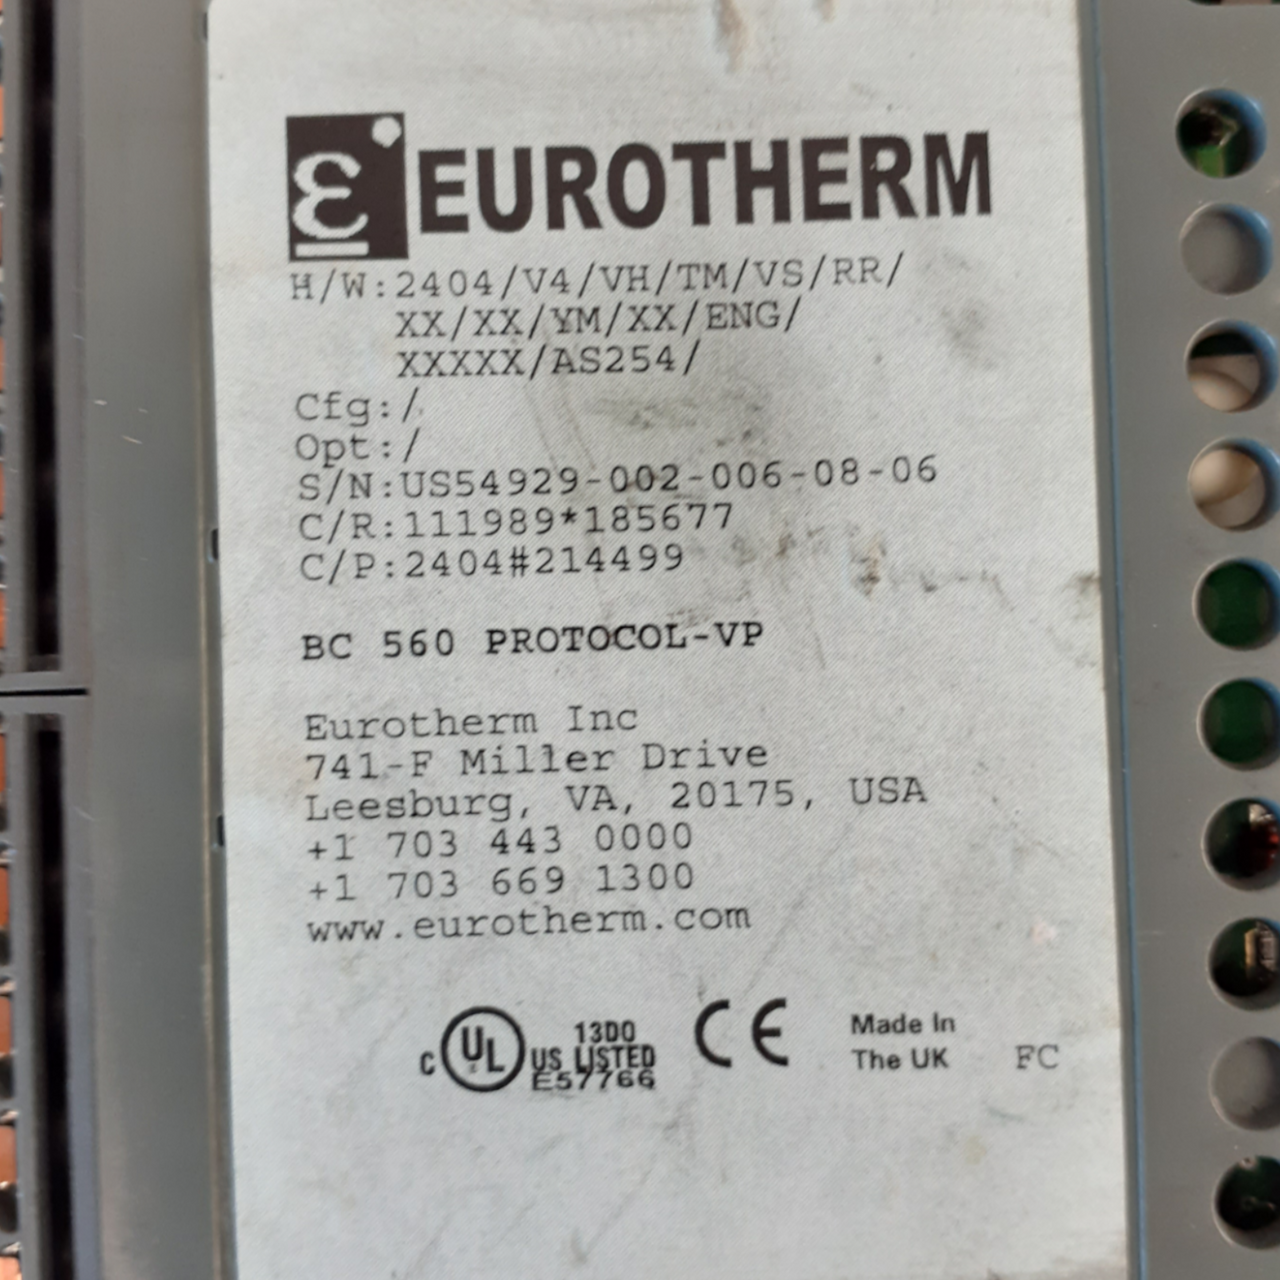 EUROTHERM
H/W:2404/V4/VH/TM/VS/RR/
XX/XX/YM/XX/ENG/
XXXXX/AS254/
Cfg:/
Opt:/
S/N:US54929-002-006-08-06
C/R:111989*185677
C/P:2404#214499
BC 560 PROTOCOL-VP
Eurotherm Inc
741-F Miller Drive
Leesburg, VA, 20175, USA
+1 703 443 0000
+1 703 669 1300
www.eurotherm.com
C UL US LISTED 13DO
E57766
CE
Made In
The UK FC